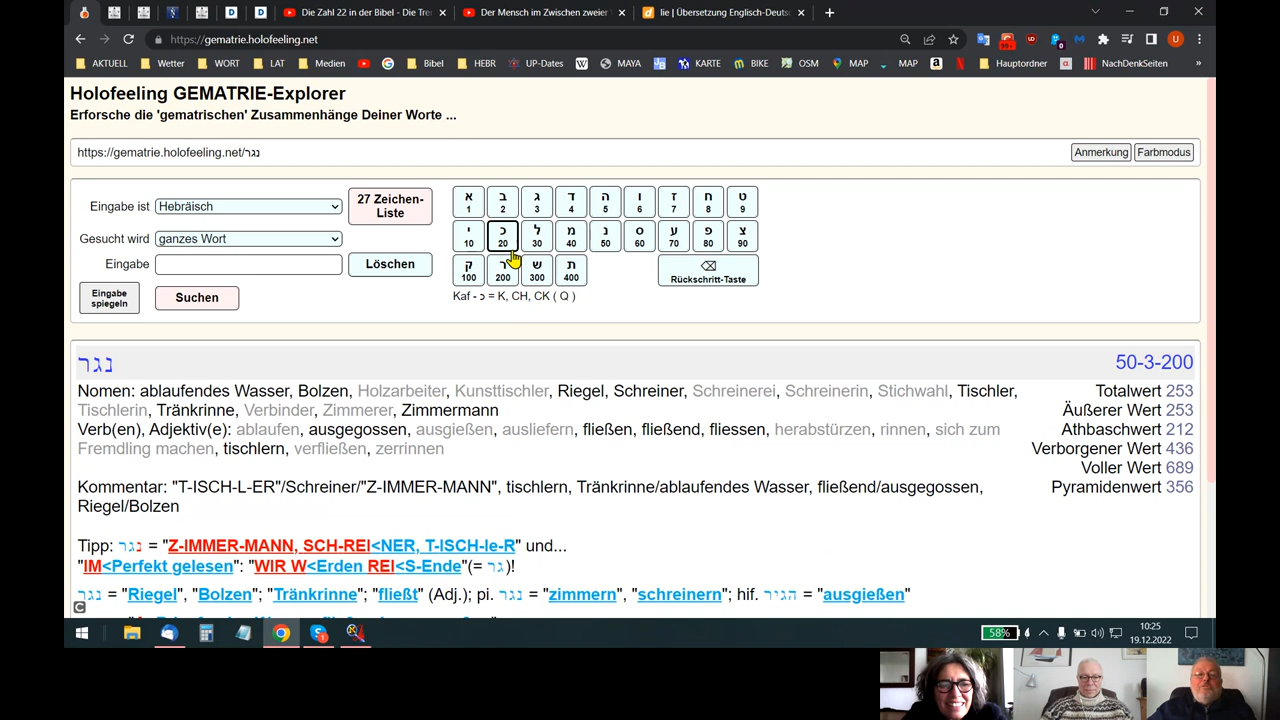 Die Zahl 22 in der Bibel - Die Tre
Der Mensch im Zwischen zweier
lie | Übersetzung Englisch-Deuts
https://gematrie.holofeeling.net
AKTUELL Wetter WORT LAT Medien Bibel HEBR UP-Dates MAYA KARTE BIKE OSM MAP MAP Hauptordner NachDenkSeiten »
Holofeeling GEMATRIE-Explorer
Erforsche die 'gematrischen' Zusammenhänge Deiner Worte ...
https://gematrie.holofeeling.net/נגר
Anmerkung Farbmodus
Eingabe ist Hebräisch
27 Zeichen-Liste
Gesucht wird ganzes Wort
Eingabe
Löschen
Eingabe spiegeln
Suchen
א ב ג ד ה ו ז ח ט
1 2 3 4 5 6 7 8 9
י כ ל מ נ ס ע פ צ
10 20 30 40 50 60 70 80 90
ק ר ש ת
100 200 300 400
Rückschritt-Taste
Kaf - כ = K, CH, CK ( Q )
נגר 50-3-200
Nomen: ablaufendes Wasser, Bolzen, Holzarbeiter, Kunsttischler, Riegel, Schreiner, Schreinerei, Schreinerin, Stichwahl, Tischler,
Tischlerin, Tränkrinne, Verbinder, Zimmerer, Zimmermann
Verb(en), Adjektiv(e): ablaufen, ausgegossen, ausgießen, ausliefern, fließen, fließend, fliessen, herabstürzen, rinnen, sich zum
Fremdling machen, tischlern, verfließen, zerrinnen
Totalwert 253
Äußerer Wert 253
Athbaschwert 212
Verborgener Wert 436
Voller Wert 689
Pyramidenwert 356
Kommentar: "T-ISCH-L-ER"/Schreiner/"Z-IMMER-MANN", tischlern, Tränkrinne/ablaufendes Wasser, fließend/ausgegossen,
Riegel/Bolzen
Tipp: נגר = "Z-IMMER-MANN, SCH-REI<NER, T-ISCH-le-R" und...
"IM<Perfekt gelesen": "WIR W<Erden REI<S-Ende"(= גר)!
נגר = "Riegel", "Bolzen"; "Tränkrinne"; "fließt" (Adj.); pi. נגר = "zimmern", "schreinern"; hif. הגיר = "ausgießen"
58%
10:25
19.12.2022